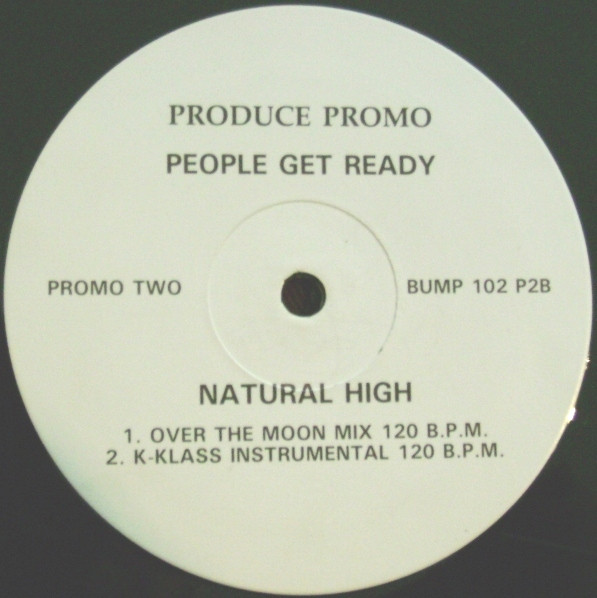 PRODUCE PROMO
PEOPLE GET READY
PROMO TWO
BUMP 102 P2B
NATURAL HIGH
1. OVER THE MOON MIX 120 B.P.M.
2. K-KLASS INSTRUMENTAL 120 B.P.M.